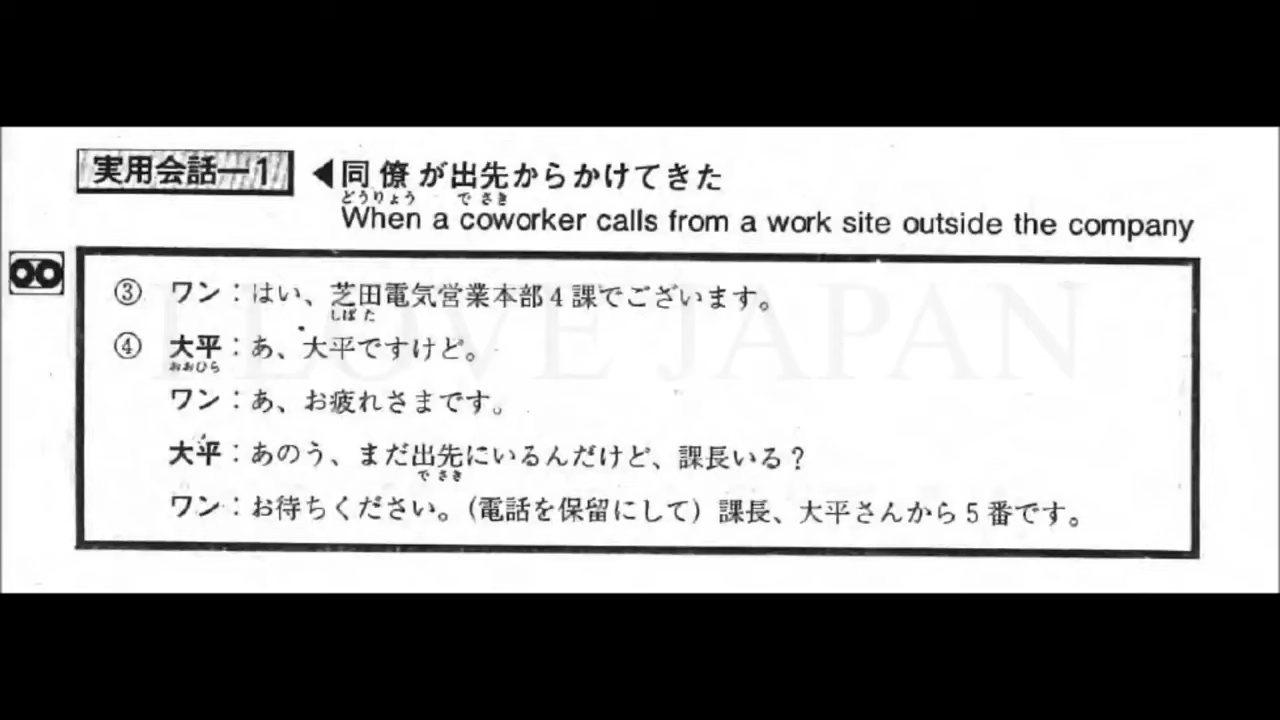 実用会話ー1
◀同僚が出先からかけてきた
どうりょう でさき
When a coworker calls from a work site outside the company
③ ワン：はい、芝田電気営業本部4課でございます。
しばた
④ 大平：あ、大平ですけど。
おおひら
ワン：あ、お疲れさまです。
大平：あのう、まだ出先にいるんだけど、課長いる？
でさき
ワン：お待ちください。（電話を保留にして）課長、大平さんから5番です。
I LOVE JAPAN